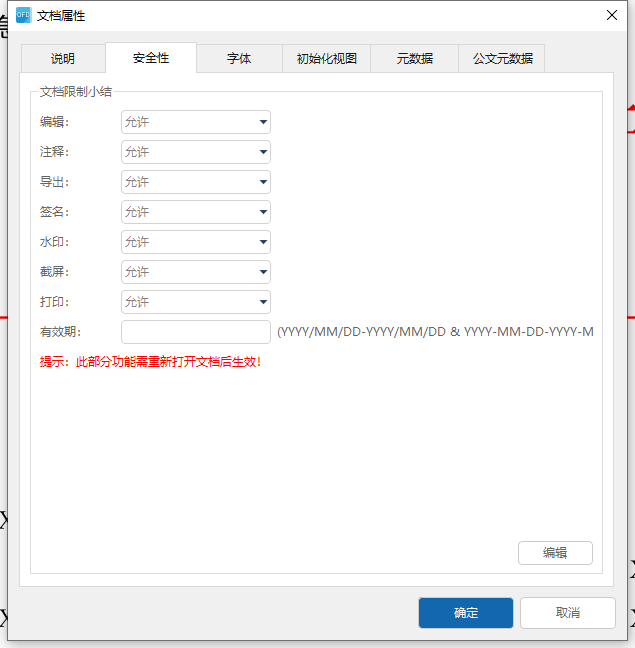 OFD 文档属性
说明 安全性 字体 初始化视图 元数据 公文元数据
文档限制小结
编辑: 允许
注释: 允许
导出: 允许
签名: 允许
水印: 允许
截屏: 允许
打印: 允许
有效期: (YYYY/MM/DD-YYYY/MM/DD & YYYY-MM-DD-YYYY-M
提示: 此部分功能需重新打开文档后生效!
编辑
确定 取消